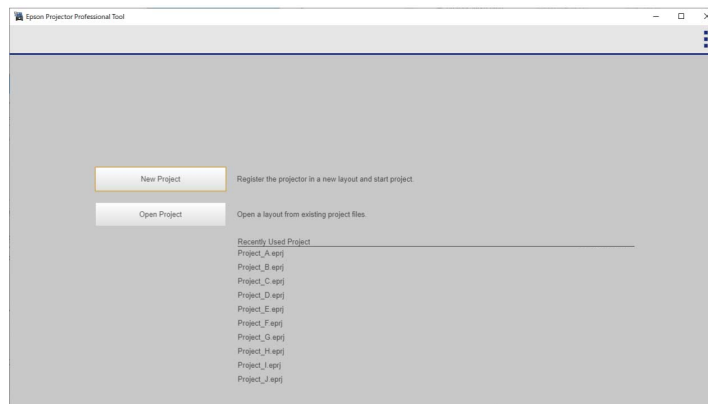 Epson Projector Professional Tool
New Project
Register the projector in a new layout and start project.
Open Project
Open a layout from existing project files.
Recently Used Project
Project_A.eprj
Project_B.eprj
Project_C.eprj
Project_D.eprj
Project_E.eprj
Project_F.eprj
Project_G.eprj
Project_H.eprj
Project_I.eprj
Project_J.eprj